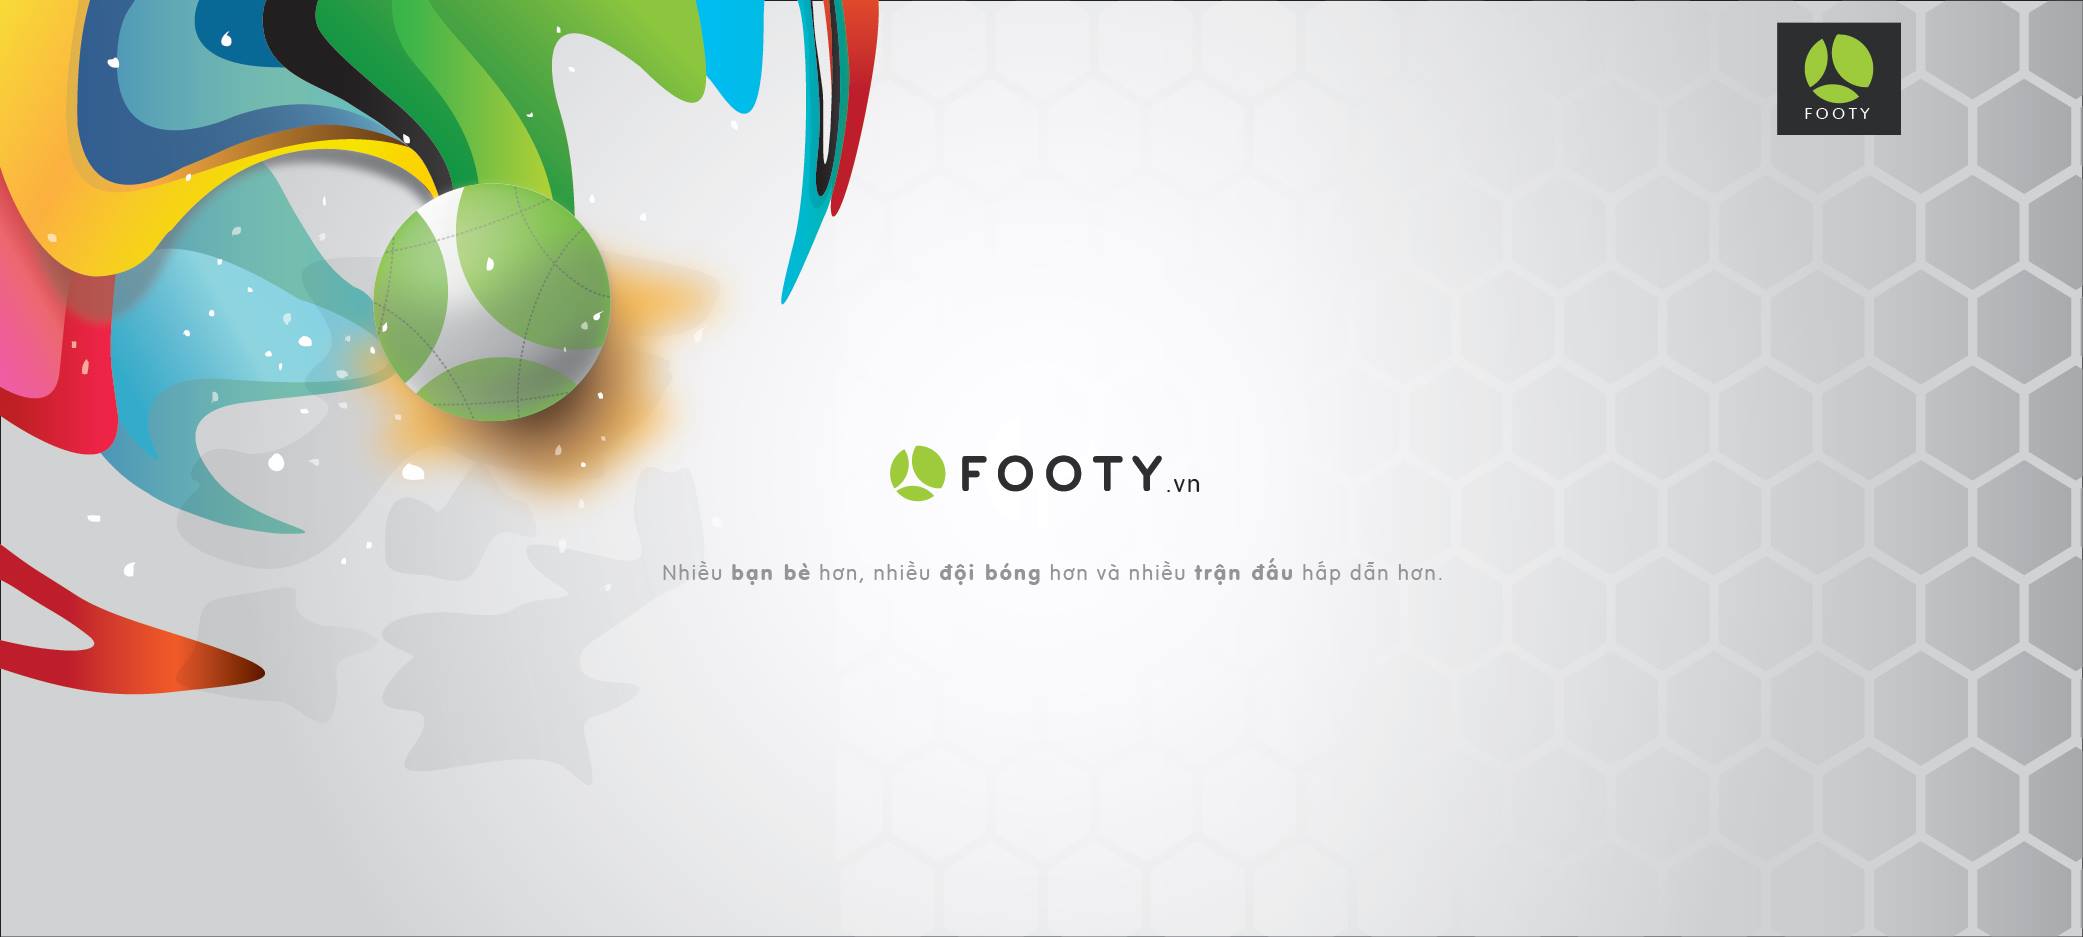 FOOTY
FOOTY.vn
Nhiều bạn bè hơn, nhiều đội bóng hơn và nhiều trận đấu hấp dẫn hơn.